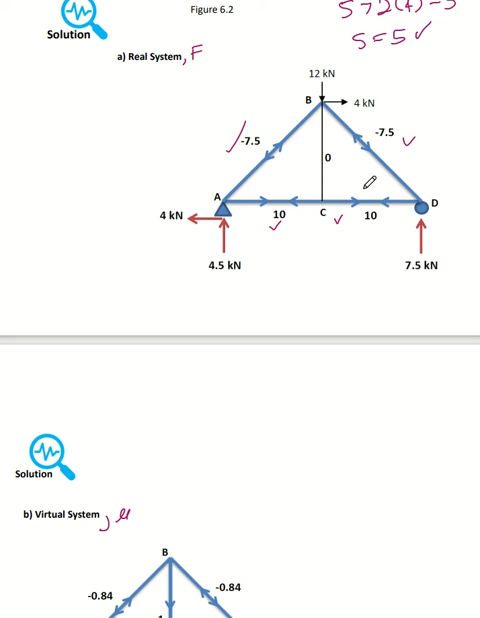 Figure 6.2
S > 2(4) - 3
S = 5 ✓
Solution
a) Real System, F
12 kN
B
4 kN
-7.5
-7.5
0
A
D
4 kN
10
C
10
4.5 kN
7.5 kN
Solution
b) Virtual System, μ
B
-0.84
-0.84